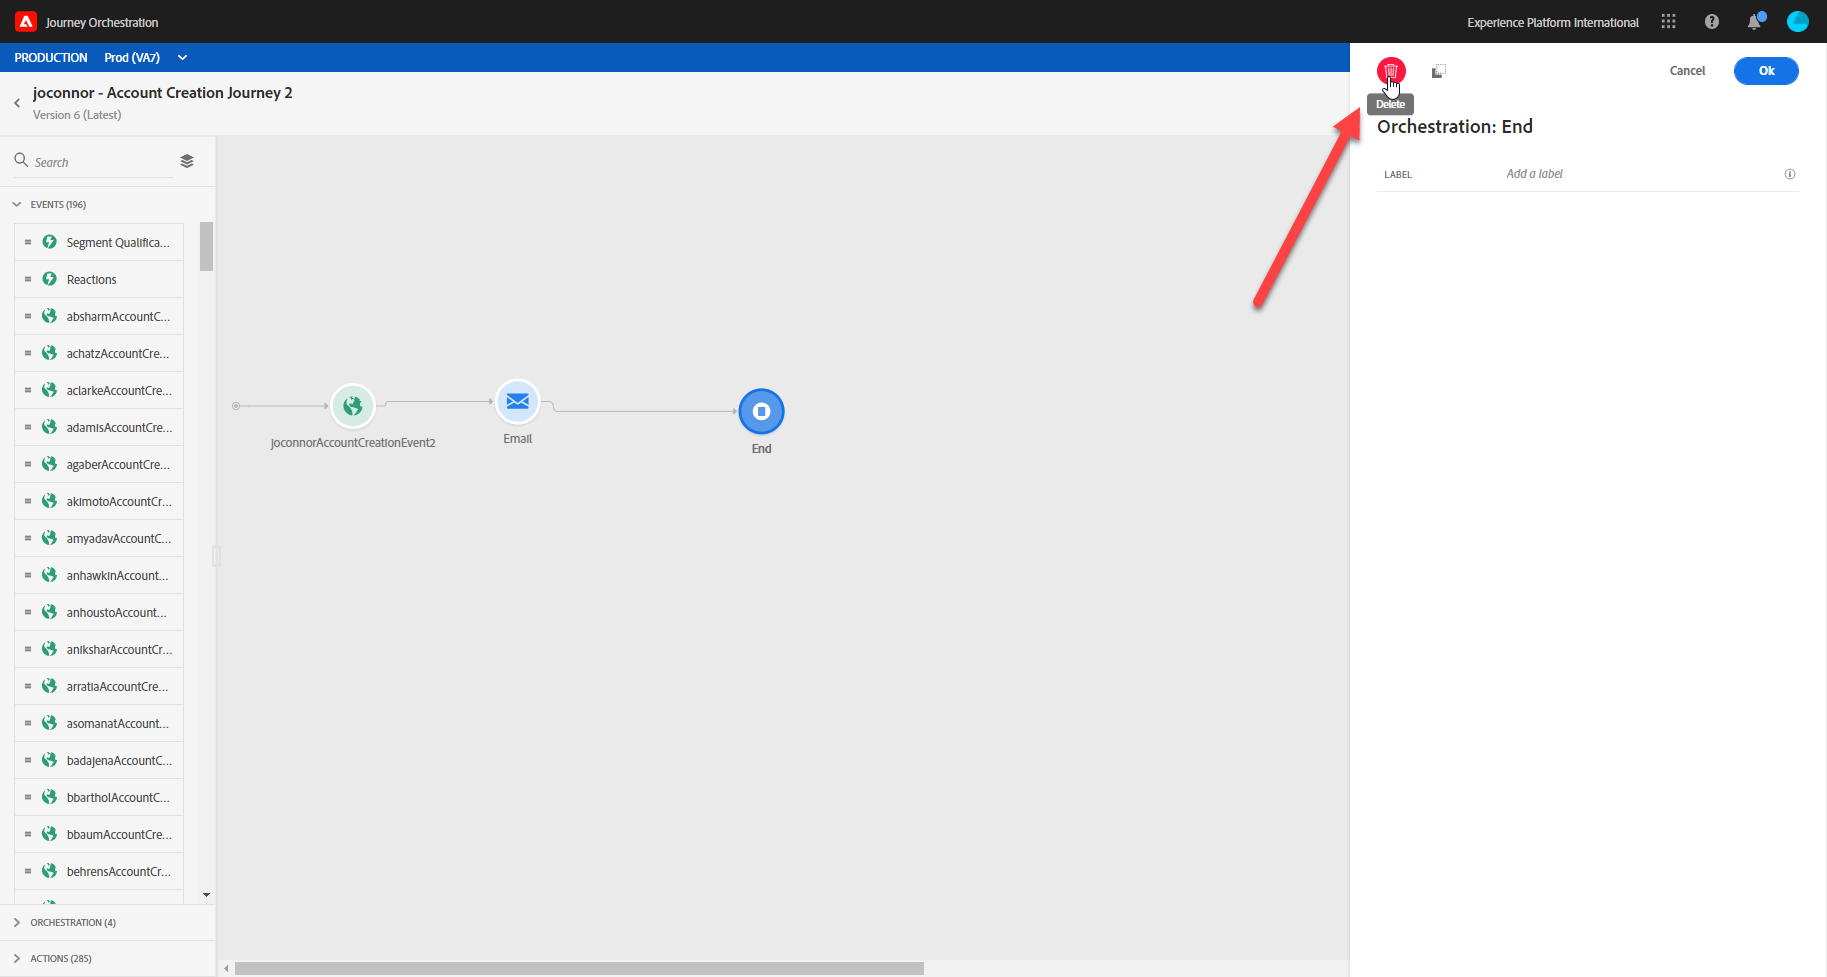 Journey Orchestration
Experience Platform International
PRODUCTION Prod (VA7)
joconnor - Account Creation Journey 2
Version 6 (Latest)
Cancel
Ok
Delete
Orchestration: End
LABEL
Add a label
Search
EVENTS (196)
Segment Qualifica...
Reactions
absharmAccountC...
achatzAccountCre...
aclarkeAccountCre...
adamisAccountCre...
agaberAccountCre...
akimotoAccountCr...
amyadavAccountC...
anhawkinAccount...
anhoustoAccount...
aniksharAccountCr...
arratiaAccountCre...
asomanatAccount...
badajenaAccountC...
bbartholAccountC...
bbaumAccountCre...
behrensAccountCr...
ORCHESTRATION (4)
ACTIONS (285)
joconnorAccountCreationEvent2
Email
End